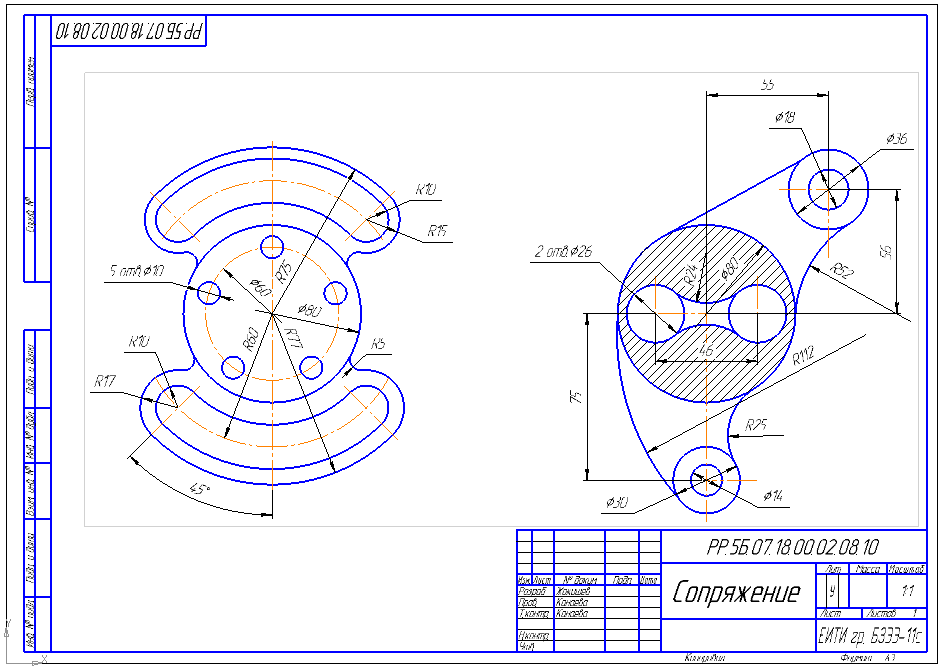 РР.5Б.07.18.00.02.08.10
Перв. примен.
Справ. №
Подп. и дата
Инв. № дубл.
Взам. инв. №
Подп. и дата
Инв. № подл.
R10
R15
5 отв.⌀10
⌀60
R75
⌀80
R60
R77
R5
R10
R17
45°
55
⌀18
⌀36
56
R52
2 отв.⌀26
R24
⌀80
46
R112
75
R25
⌀30
⌀14
РР.5Б.07.18.00.02.08.10
Изм. Лист № докум. Подп. Дата
Разраб.
Пров. Канаева
Т.контр. Канаева
Н.контр.
Утв.
Сопряжение
Лит. Масса Масштаб
У 1:1
Лист Листов 1
ЕИТИ гр. БЭЭЭ-11с
Копировал Формат А3
Y
X